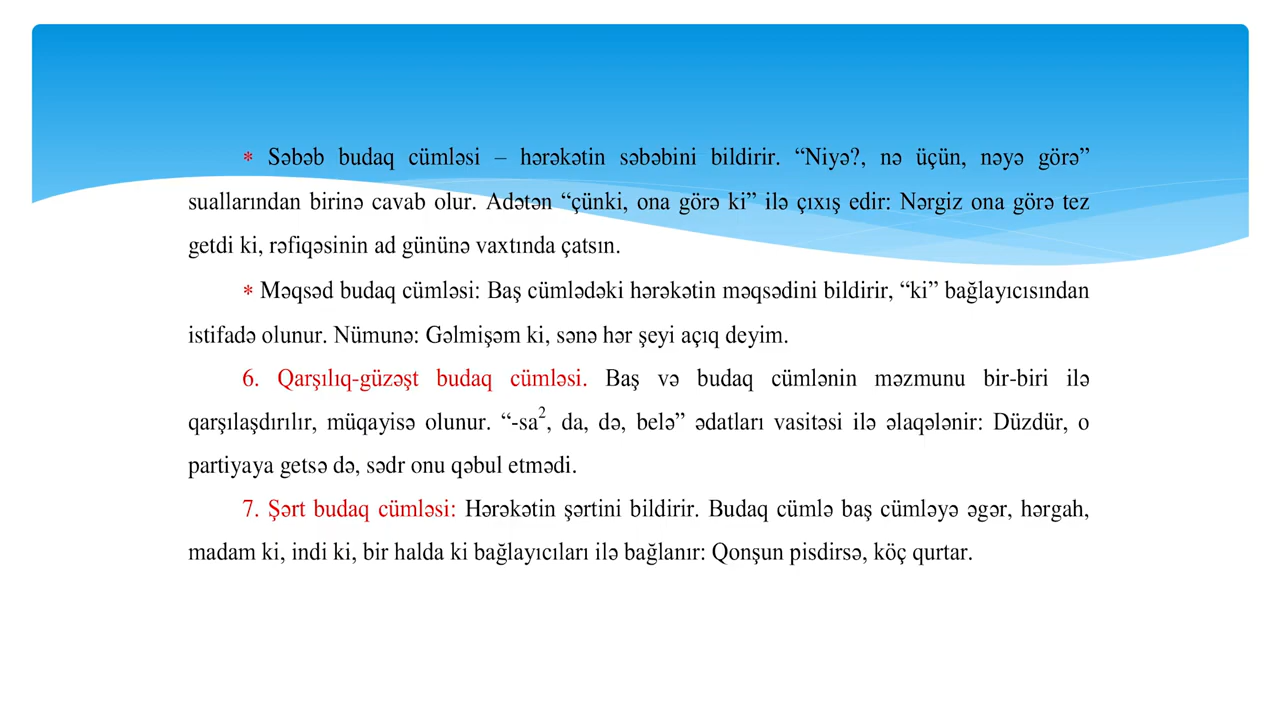 * Səbəb budaq cümləsi – hərəkətin səbəbini bildirir. “Niyə?, nə üçün, nəyə görə”
suallarından birinə cavab olur. Adətən “çünki, ona görə ki” ilə çıxış edir: Nərgiz ona görə tez
getdi ki, rəfiqəsinin ad gününə vaxtında çatsın.
* Məqsəd budaq cümləsi: Baş cümlədəki hərəkətin məqsədini bildirir, “ki” bağlayıcısından
istifadə olunur. Nümunə: Gəlmişəm ki, sənə hər şeyi açıq deyim.
6. Qarşılıq-güzəşt budaq cümləsi. Baş və budaq cümlənin məzmunu bir-biri ilə
qarşılaşdırılır, müqayisə olunur. “-sa², da, də, belə” ədatları vasitəsi ilə əlaqələnir: Düzdür, o
partiyaya getsə də, sədr onu qəbul etmədi.
7. Şərt budaq cümləsi: Hərəkətin şərtini bildirir. Budaq cümlə baş cümləyə əgər, hərgah,
madam ki, indi ki, bir halda ki bağlayıcıları ilə bağlanır: Qonşun pisdirsə, köç qurtar.